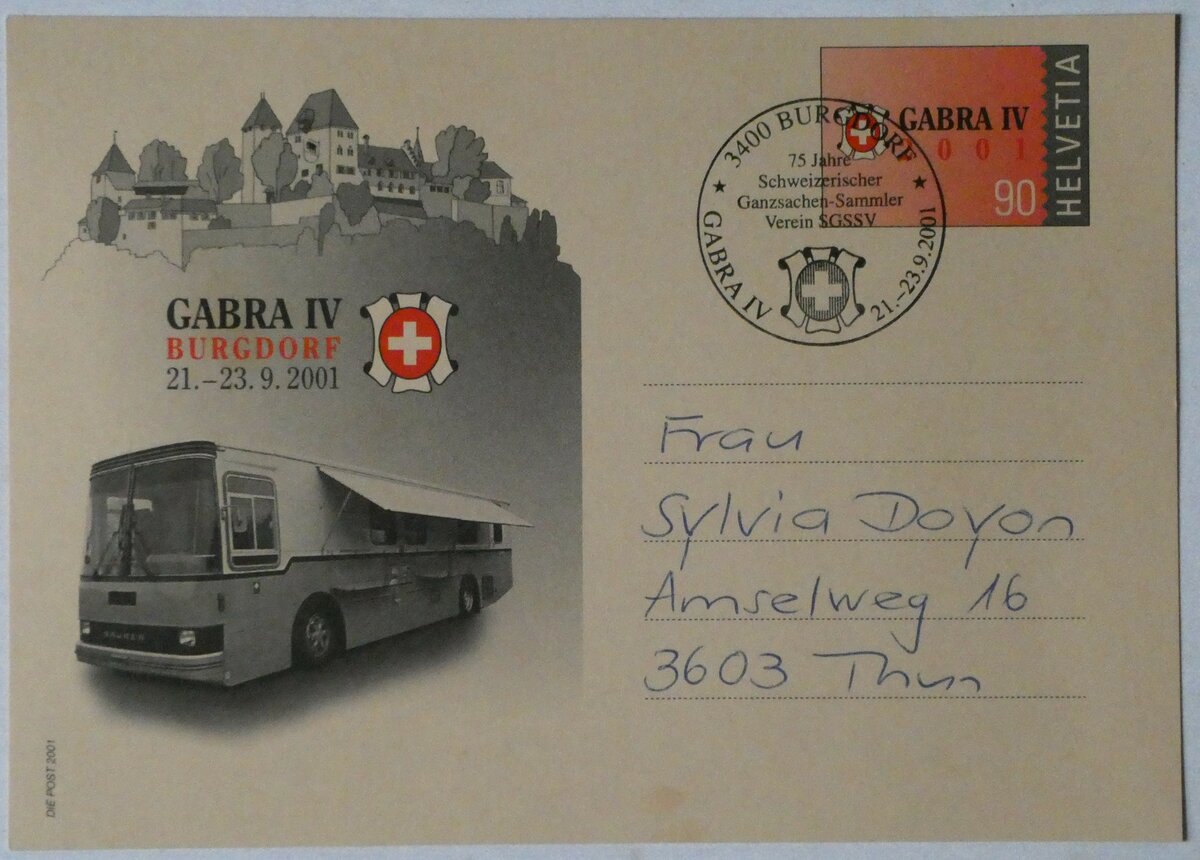 GABRA IV
BURGDORF
21.–23.9.2001
SAURER
DIE POST 2001
GABRA IV
2001
90
HELVETIA
3400 BURGDORF
75 Jahre
Schweizerischer
Ganzsachen-Sammler
Verein SGSSV
GABRA IV
21.–23.9.2001
Frau
Sylvia Doyon
Amselweg 16
3603 Thun